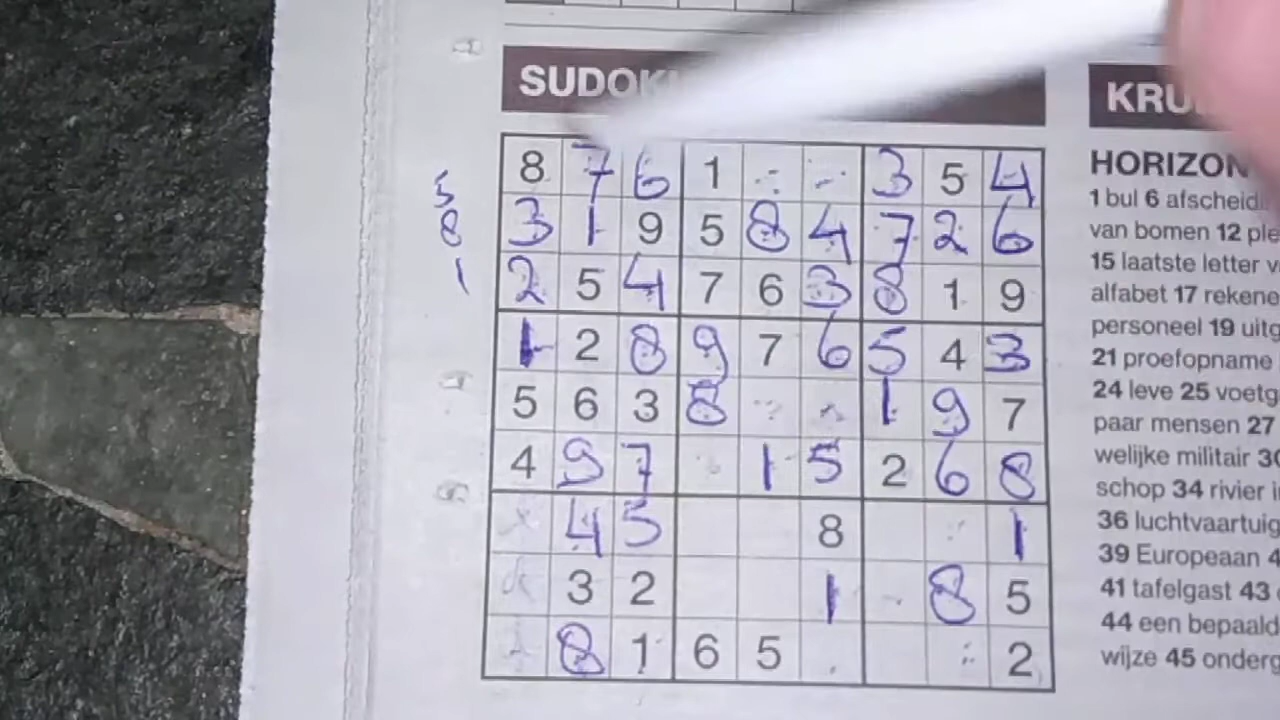 SUDOK
KRU
8 7 6 1 3 5 4
3 1 9 5 8 4 7 2 6
2 5 4 7 6 3 8 1 9
1 2 8 9 7 6 5 4 3
5 6 3 8 1 9 7
4 9 7 1 5 2 6 8
4 5 8 1
3 2 1 8 5
8 1 6 5 2
5
8
1
HORIZON
1 bul 6 afscheidi
van bomen 12 ple
15 laatste letter v
alfabet 17 rekene
personeel 19 uitg
21 proefopname
24 leve 25 voetg
paar mensen 27
welijke militair 30
schop 34 rivier i
36 luchtvaartuig
39 Europeaan 4
41 tafelgast 43
44 een bepaald
wijze 45 onderg